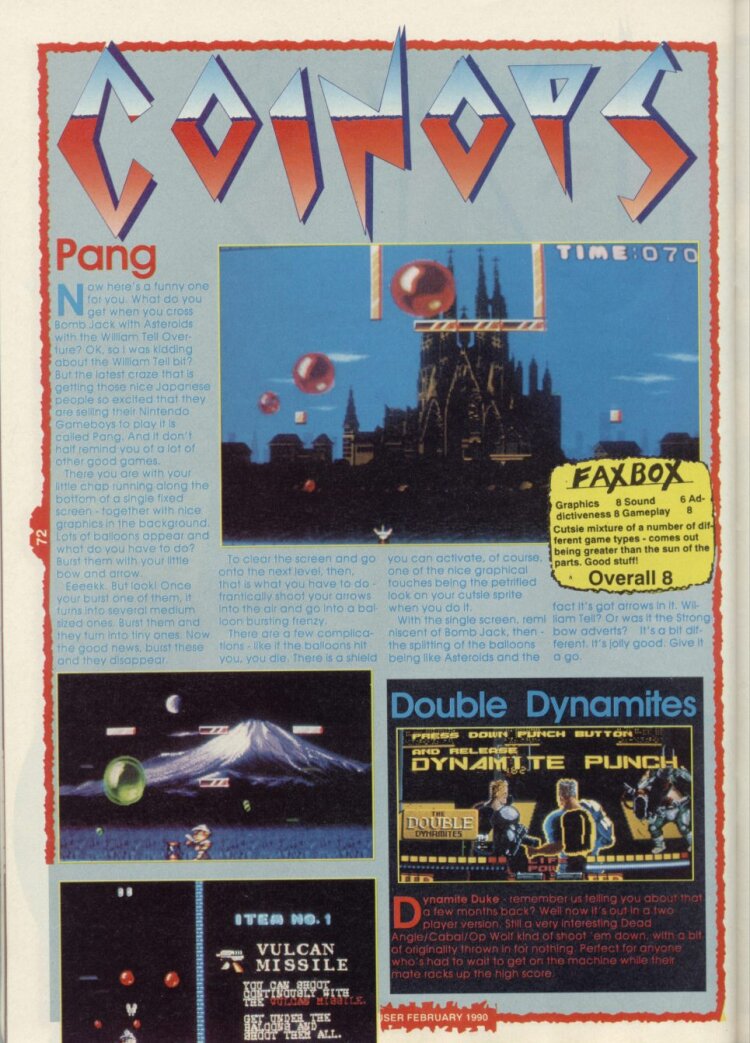 COINOPS
Pang
Now here's a funny one
for you. What do you
get when you cross
Bomb Jack with Asteroids
with the William Tell Over-
ture? OK, so I was kidding
about the William Tell bit?
But the latest craze that is
getting those nice Japanese
people so excited that they
are selling their Nintendo
Gameboys to play it is
called Pang. And it don't
half remind you of a lot of
other good games.
There you are with your
little chap running along the
bottom of a single fixed
screen - together with nice
graphics in the background.
Lots of balloons appear and
what do you have to do?
Burst them with your little
bow and arrow.
Eeeekk. But look! Once
your burst one of them, it
turns into several medium
sized ones. Burst them and
they turn into tiny ones. Now
the good news, burst these
and they disappear.
TIME:070
To clear the screen and go
onto the next level, then,
that is what you have to do -
frantically shoot your arrows
into the air and go into a bal-
loon bursting frenzy.
There are a few complica-
tions - like if the balloons hit
you, you die. There is a shield
you can activate, of course,
one of the nice graphical
touches being the petrified
look on your cutsie sprite
when you do it.
With the single screen, remi
niscent of Bomb Jack, then -
the splitting of the balloons
being like Asteroids and the
fact it's got arrows in it. Wil-
liam Tell? Or was it the Strong-
bow adverts? It's a bit dif-
ferent. It's jolly good. Give it
a go.
FAXBOX
Graphics 8 Sound 6 Ad-
dictiveness 8 Gameplay 8
Cutsie mixture of a number of dif-
ferent game types - comes out
being greater than the sun of the
parts. Good stuff!
Overall 8
72
ITEM NO.1
VULCAN
MISSILE
YOU CAN SHOOT
CONTINOUSLY WITH
THE VULCAN MISSILE.
GET UNDER THE
BALOONS AND
SHOOT THEM ALL.
Double Dynamites
PRESS DOWN PUNCH BUTTON
AND RELEASE
DYNAMITE PUNCH
THE
DOUBLE
DYNAMITES
Dynamite Duke - remember us telling you about that
a few months back? Well now it's out in a two
player version. Still a very interesting Dead
Angle/Cabal/Op Wolf kind of shoot 'em down, with a bit
of originality thrown in for nothing. Perfect for anyone
who's had to wait to get on the machine while their
mate racks up the high score.
USER FEBRUARY 1990